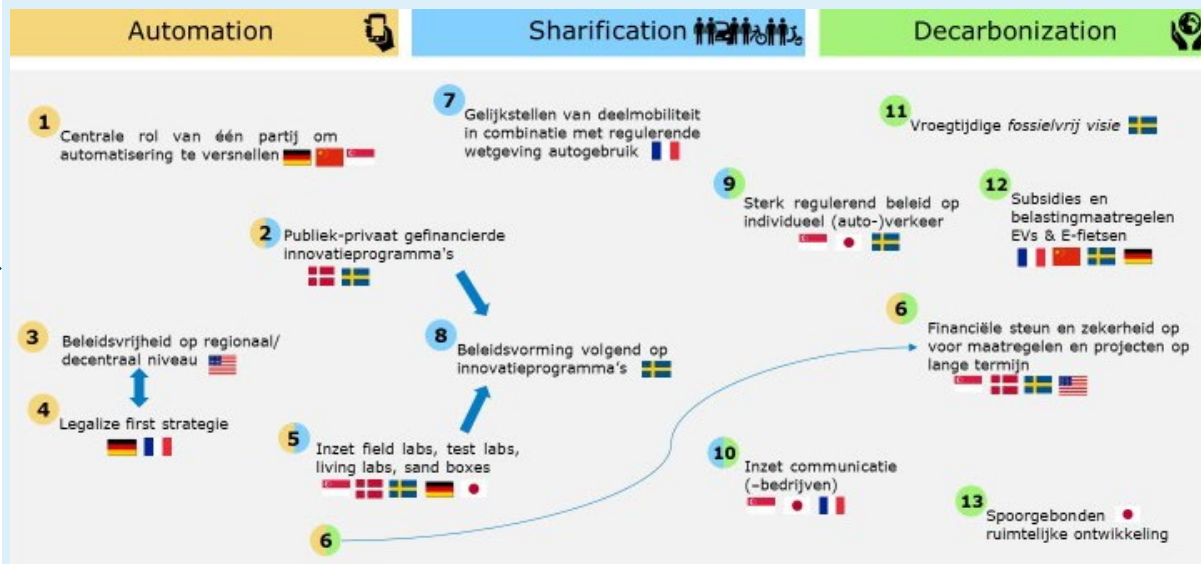 Automation
Sharification
Decarbonization
1
Centrale rol van één partij om
automatisering te versnellen
7
Gelijkstellen van deelmobiliteit
in combinatie met regulerende
wetgeving autogebruik
11
Vroegtijdige fossielvrij visie
9
Sterk regulerend beleid op
individueel (auto-)verkeer
12
Subsidies en
belastingmaatregelen
EVs & E-fietsen
2
Publiek-privaat gefinancierde
innovatieprogramma's
3
Beleidsvrijheid op regionaal/
decentraal niveau
8
Beleidsvorming volgend op
innovatieprogramma's
6
Financiële steun en zekerheid op
voor maatregelen en projecten op
lange termijn
4
Legalize first strategie
5
Inzet field labs, test labs,
living labs, sand boxes
10
Inzet communicatie
(–bedrijven)
13
Spoorgebonden
ruimtelijke ontwikkeling
6